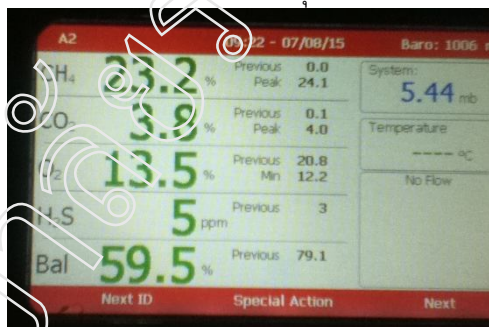 A2 09:22 - 07/08/15 Baro: 1006
CH₄ 23.2 % Previous 0.0 Peak 24.1
CO₂ 3.8 % Previous 0.1 Peak 4.0
O₂ 13.5 % Previous 20.8 Min 12.2
H₂S 5 ppm Previous 3
Bal 59.5 % Previous 79.1
System:
5.44 mb
Temperature
---- °C
No Flow
Next ID Special Action Next